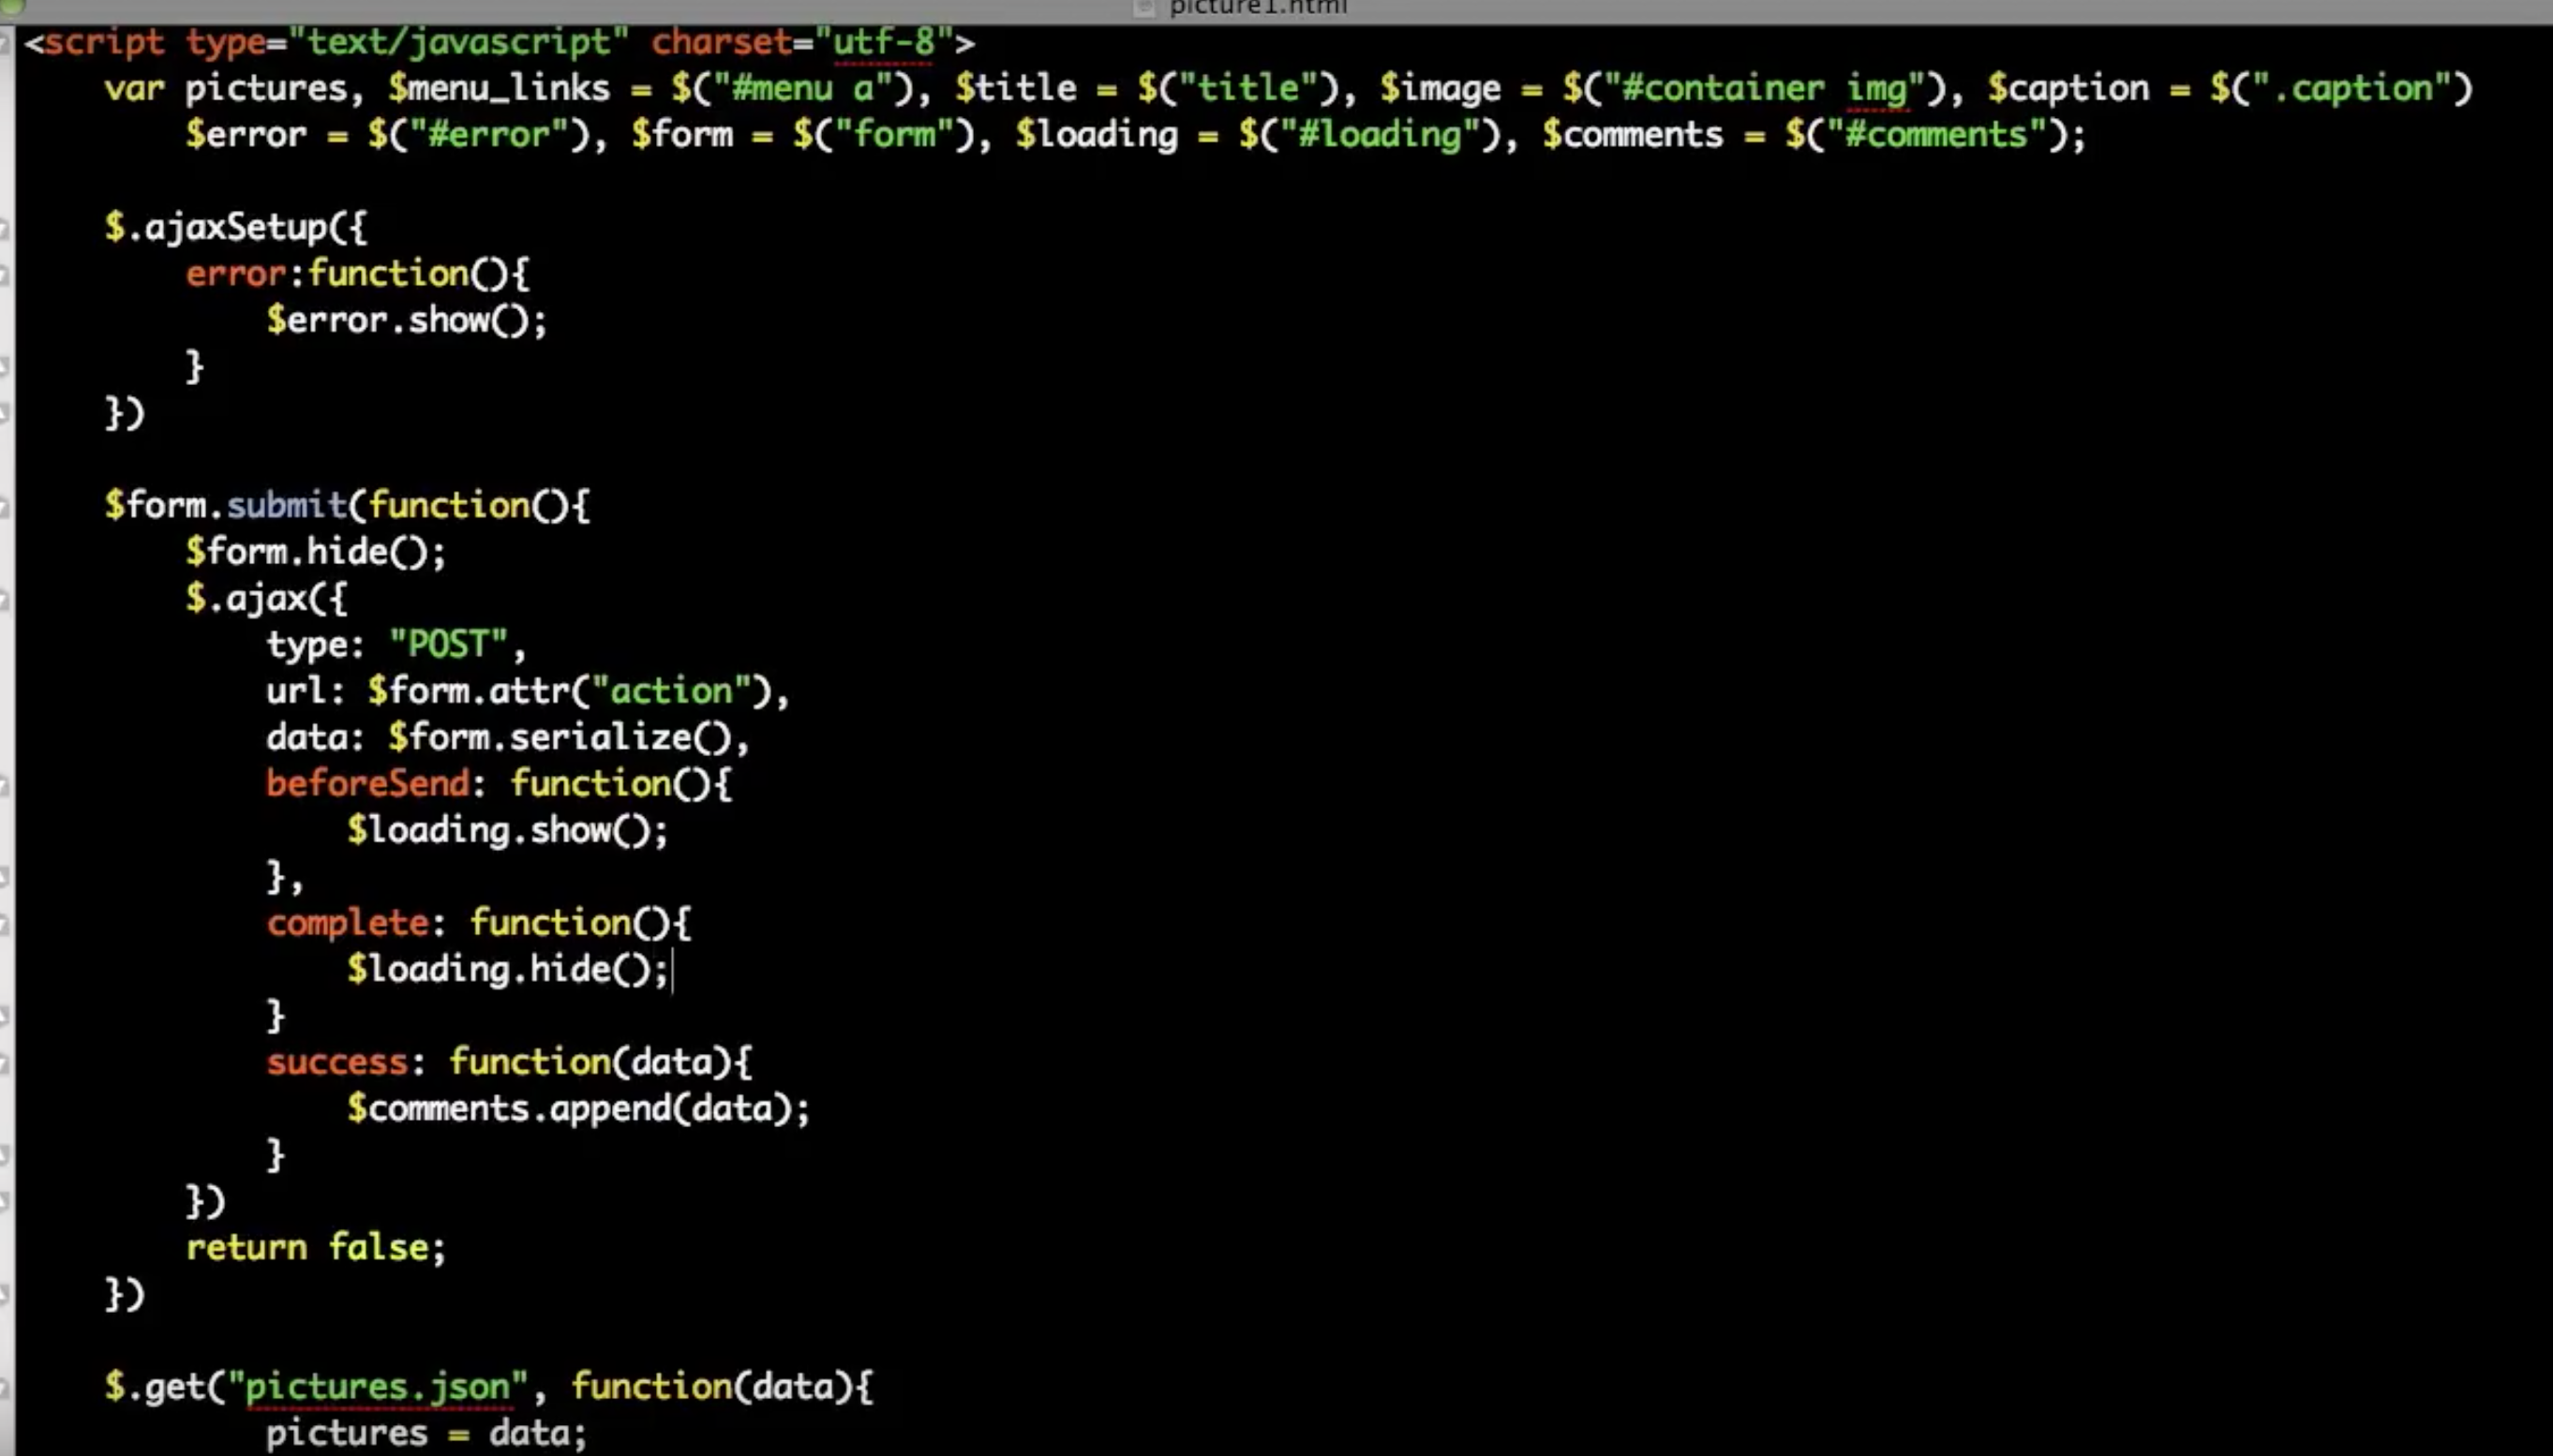 picture1.html
<script type="text/javascript" charset="utf-8">
    var pictures, $menu_links = $("#menu a"), $title = $("title"), $image = $("#container img"), $caption = $(".caption")
        $error = $("#error"), $form = $("form"), $loading = $("#loading"), $comments = $("#comments");
    $.ajaxSetup({
        error:function(){
            $error.show();
        }
    })
    $form.submit(function(){
        $form.hide();
        $.ajax({
            type: "POST",
            url: $form.attr("action"),
            data: $form.serialize(),
            beforeSend: function(){
                $loading.show();
            },
            complete: function(){
                $loading.hide();
            }
            success: function(data){
                $comments.append(data);
            }
        })
        return false;
    })
    $.get("pictures.json", function(data){
            pictures = data;